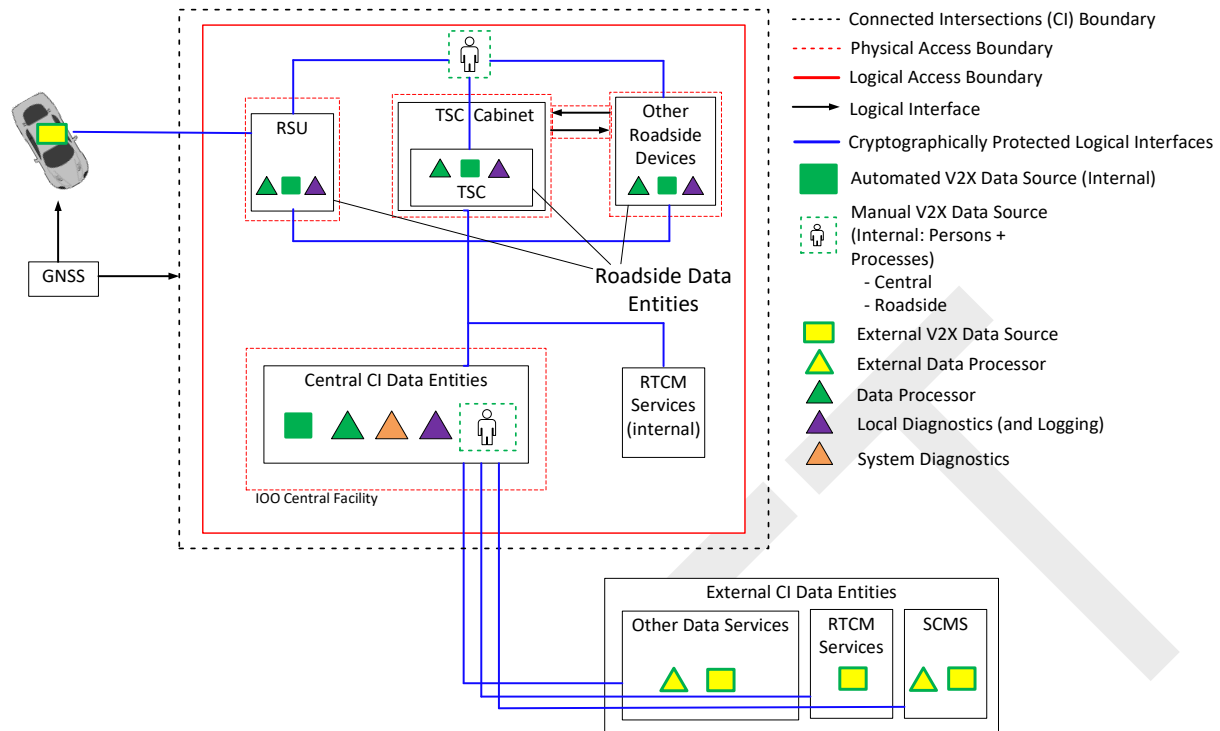 Connected Intersections (CI) Boundary
Physical Access Boundary
Logical Access Boundary
Logical Interface
Cryptographically Protected Logical Interfaces
Automated V2X Data Source (Internal)
Manual V2X Data Source
(Internal: Persons +
Processes)
- Central
- Roadside
External V2X Data Source
External Data Processor
Data Processor
Local Diagnostics (and Logging)
System Diagnostics
RSU
TSC Cabinet
TSC
Other
Roadside
Devices
GNSS
Roadside Data
Entities
Central CI Data Entities
IOO Central Facility
RTCM
Services
(internal)
External CI Data Entities
Other Data Services
RTCM
Services
SCMS